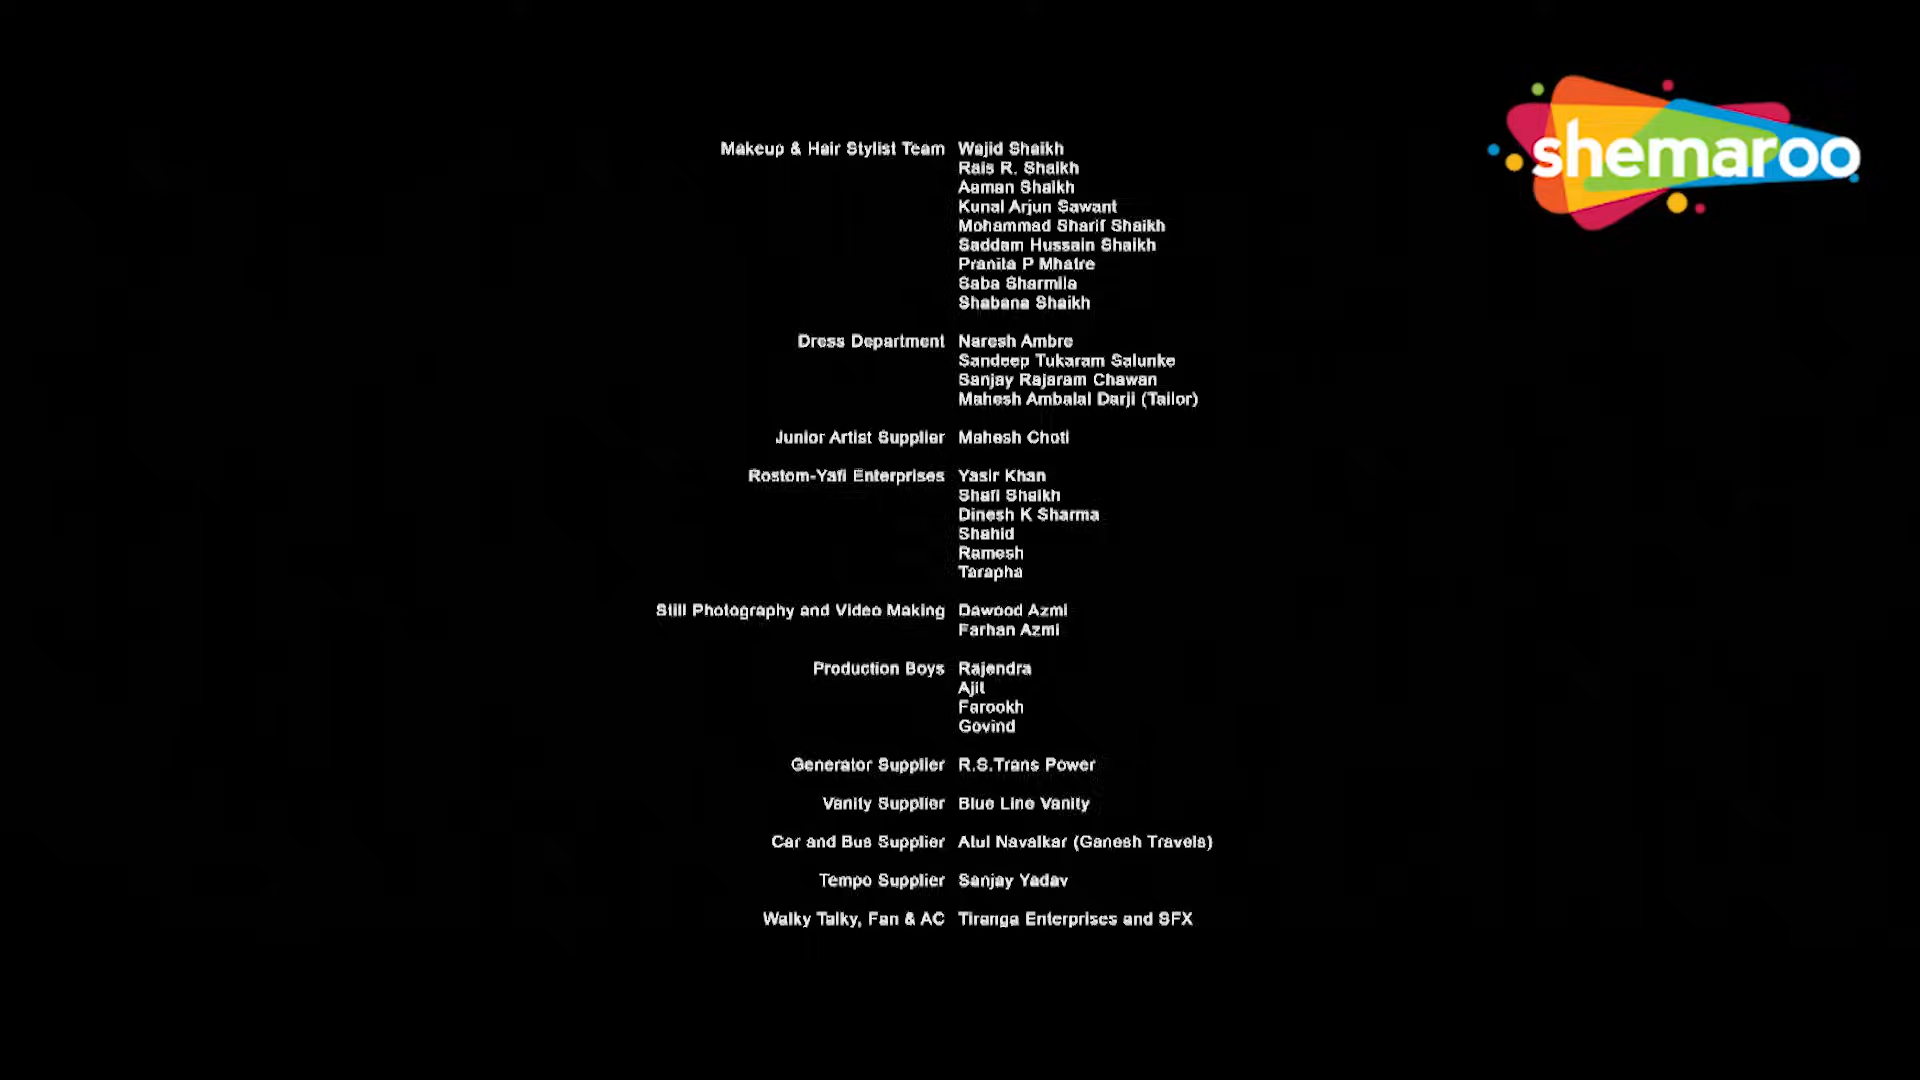 shemaroo
Makeup & Hair Stylist Team Wajid Shaikh
Rais R. Shaikh
Aaman Shaikh
Kunal Arjun Sawant
Mohammad Sharif Shaikh
Saddam Hussain Shaikh
Pranita P Mhatre
Saba Sharmila
Shabana Shaikh
Dress Department Naresh Ambre
Sandeep Tukaram Salunke
Sanjay Rajaram Chawan
Mahesh Ambalal Darji (Tailor)
Junior Artist Supplier Mahesh Choti
Rostom-Yafi Enterprises Yasir Khan
Shafi Shaikh
Dinesh K Sharma
Shahid
Ramesh
Tarapha
Still Photography and Video Making Dawood Azmi
Farhan Azmi
Production Boys Rajendra
Ajit
Farookh
Govind
Generator Supplier R.S.Trans Power
Vanity Supplier Blue Line Vanity
Car and Bus Supplier Atul Navalkar (Ganesh Travels)
Tempo Supplier Sanjay Yadav
Walky Talky, Fan & AC Tiranga Enterprises and SFX